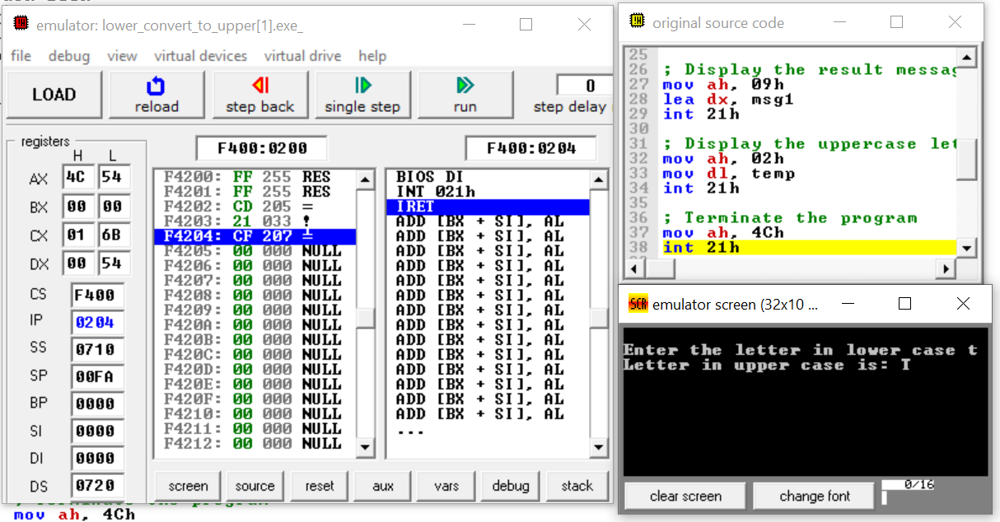 emulator: lower_convert_to_upper[1].exe_
file debug view virtual devices virtual drive help
LOAD
reload
step back
single step
run
0
step delay
registers
H L
AX 4C 54
BX 00 00
CX 01 6B
DX 00 54
CS F400
IP 0204
SS 0710
SP 00FA
BP 0000
SI 0000
DI 0000
DS 0720
F400:0200
F400:0204
F4200: FF 255 RES
F4201: FF 255 RES
F4202: CD 205 =
F4203: 21 033 !
F4204: CF 207 ╧
F4205: 00 000 NULL
F4206: 00 000 NULL
F4207: 00 000 NULL
F4208: 00 000 NULL
F4209: 00 000 NULL
F420A: 00 000 NULL
F420B: 00 000 NULL
F420C: 00 000 NULL
F420D: 00 000 NULL
F420E: 00 000 NULL
F420F: 00 000 NULL
F4210: 00 000 NULL
F4211: 00 000 NULL
F4212: 00 000 NULL
BIOS DI
INT 021h
IRET
ADD [BX + SI], AL
ADD [BX + SI], AL
ADD [BX + SI], AL
ADD [BX + SI], AL
ADD [BX + SI], AL
ADD [BX + SI], AL
ADD [BX + SI], AL
ADD [BX + SI], AL
ADD [BX + SI], AL
ADD [BX + SI], AL
ADD [BX + SI], AL
ADD [BX + SI], AL
ADD [BX + SI], AL
ADD [BX + SI], AL
...
screen source reset aux vars debug stack
mov ah, 4Ch
original source code
25
26 ; Display the result messag
27 mov ah, 09h
28 lea dx, msg1
29 int 21h
30
31 ; Display the uppercase let
32 mov ah, 02h
33 mov dl, temp
34 int 21h
35
36 ; Terminate the program
37 mov ah, 4Ch
38 int 21h
SCR emulator screen (32x10 ...
Enter the letter in lower case t
Letter in upper case is: T
clear screen
change font
0/16